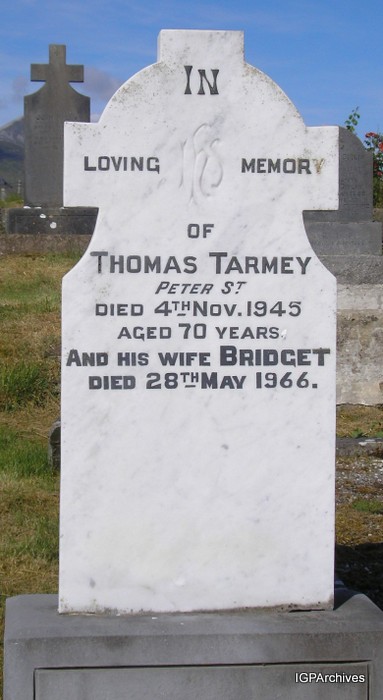 IN
LOVING IHS MEMORY
OF
THOMAS TARMEY
PETER ST
DIED 4TH NOV. 1945
AGED 70 YEARS.
AND HIS WIFE BRIDGET
DIED 28TH MAY 1966.
IGPArchives